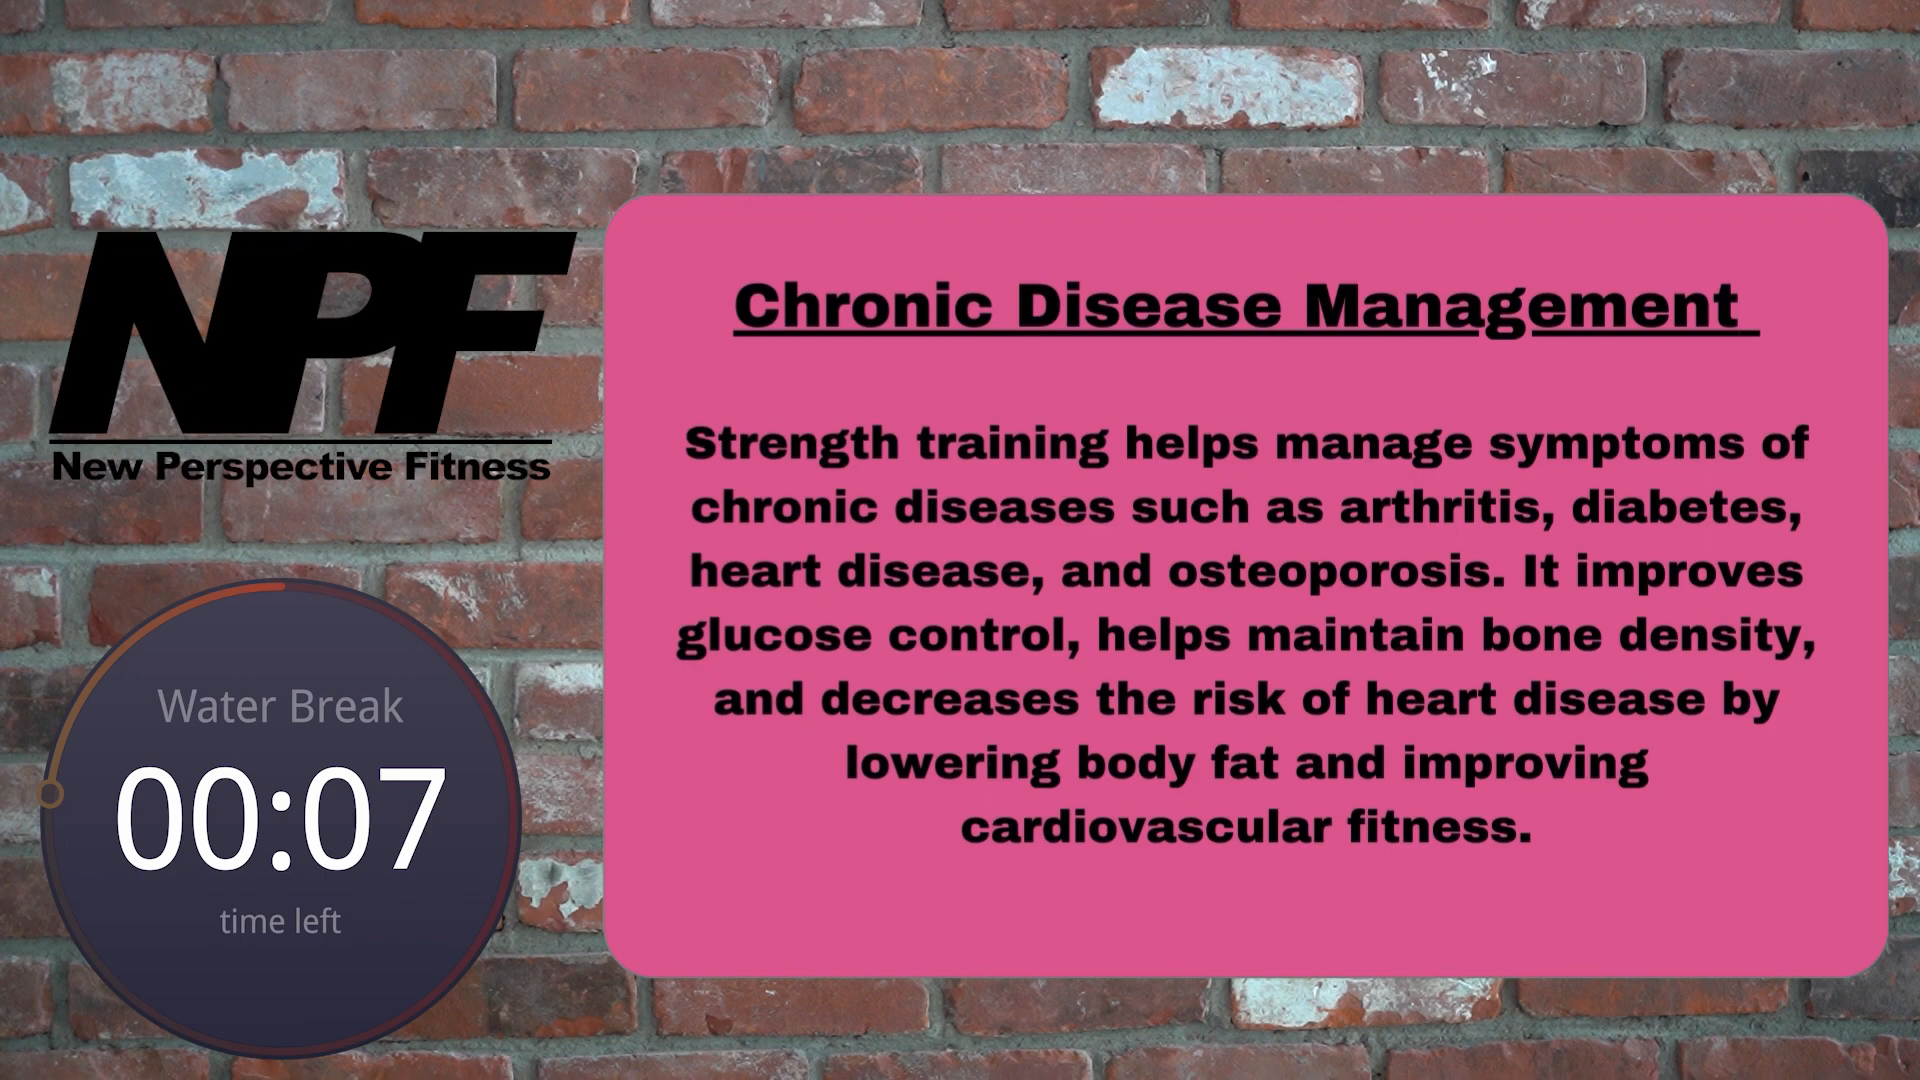 NPF
New Perspective Fitness
Water Break
00:07
time left
Chronic Disease Management
Strength training helps manage symptoms of
chronic diseases such as arthritis, diabetes,
heart disease, and osteoporosis. It improves
glucose control, helps maintain bone density,
and decreases the risk of heart disease by
lowering body fat and improving
cardiovascular fitness.